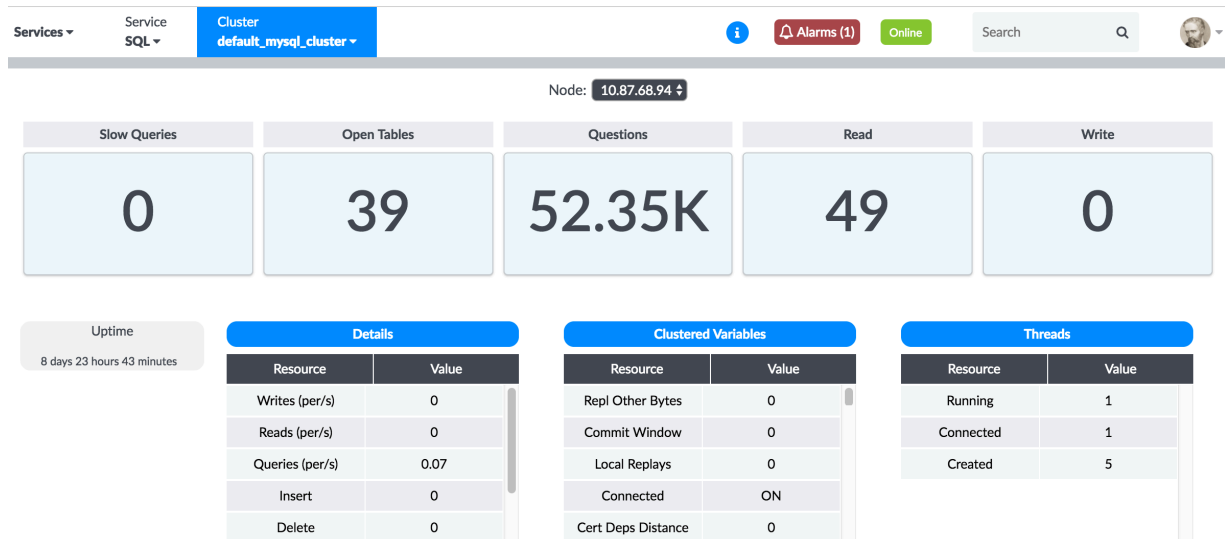 Services
Service
SQL
Cluster
default_mysql_cluster
i
Alarms (1)
Online
Search
Node: 10.87.68.94
Slow Queries
0
Open Tables
39
Questions
52.35K
Read
49
Write
0
Uptime
8 days 23 hours 43 minutes
Details
Resource Value
Writes (per/s) 0
Reads (per/s) 0
Queries (per/s) 0.07
Insert 0
Delete 0
Clustered Variables
Resource Value
Repl Other Bytes 0
Commit Window 0
Local Replays 0
Connected ON
Cert Deps Distance 0
Threads
Resource Value
Running 1
Connected 1
Created 5